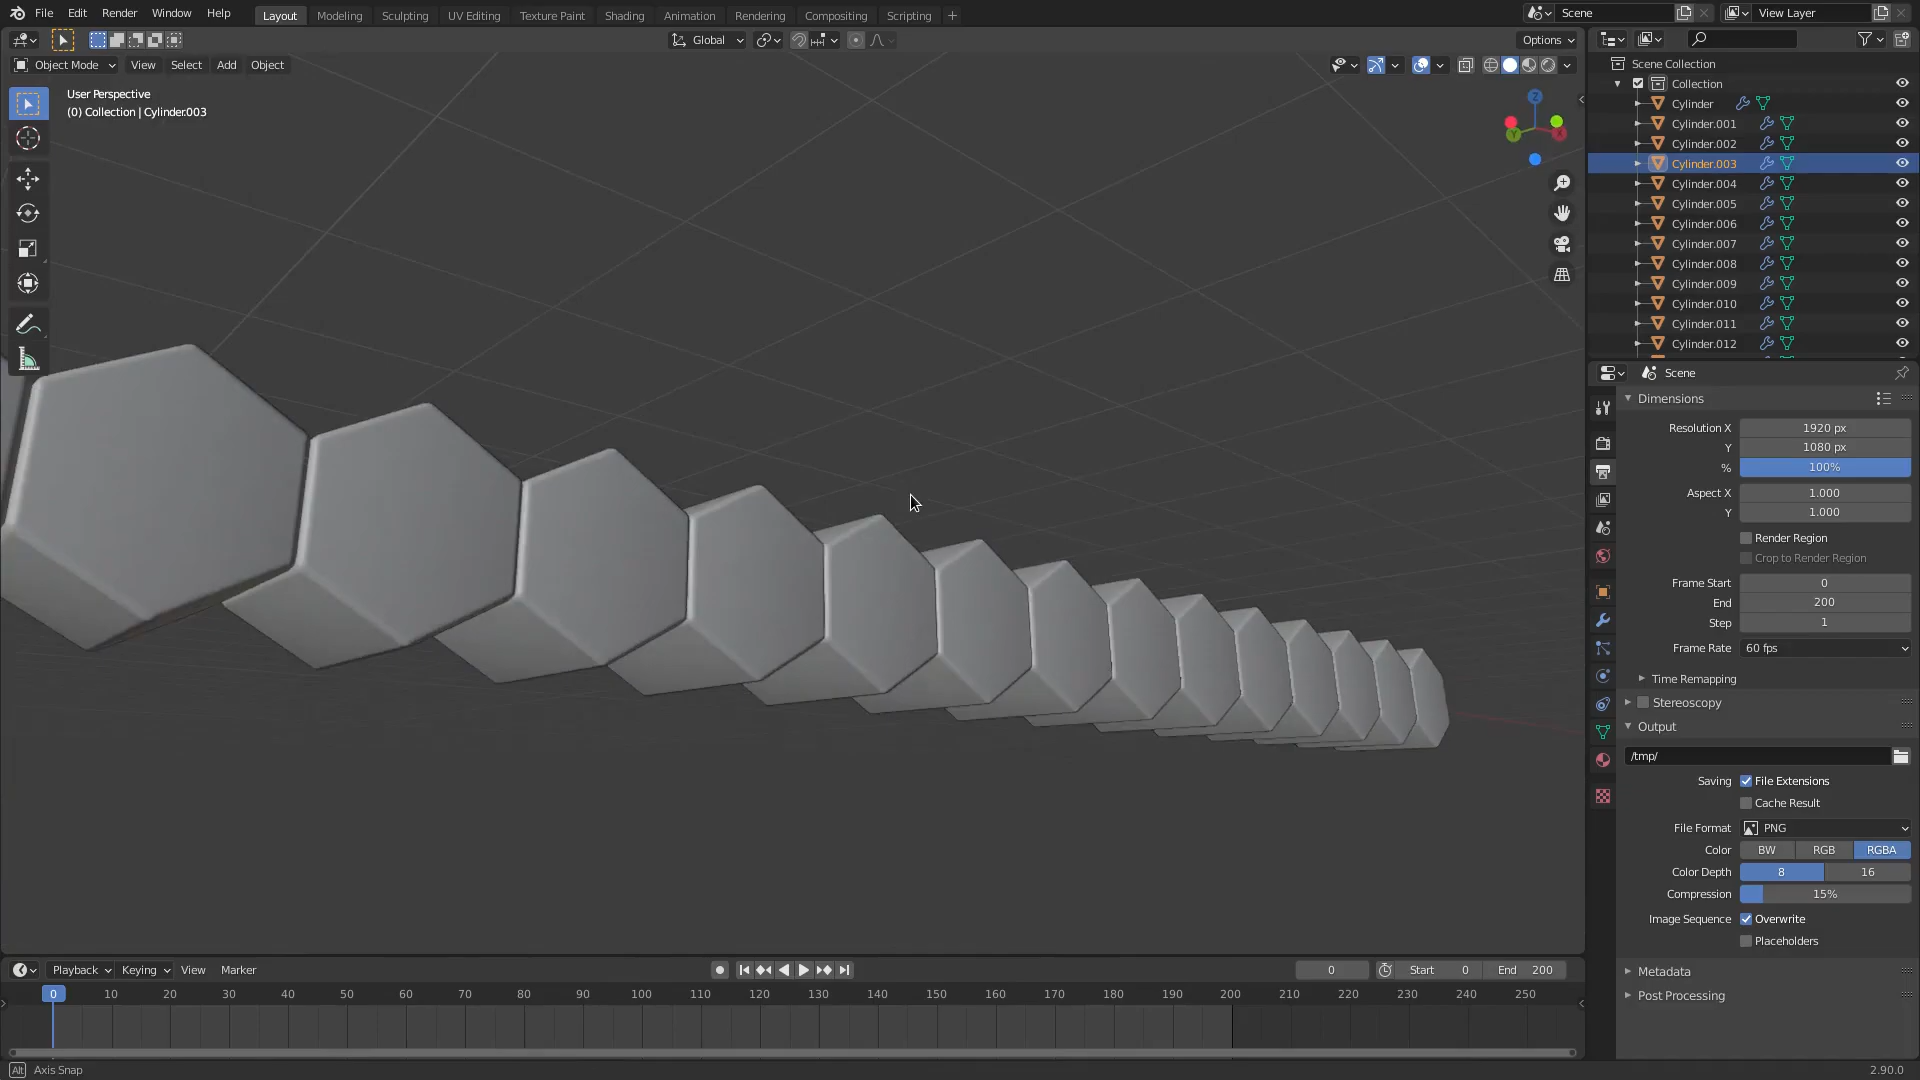 File Edit Render Window Help Layout Modeling Sculpting UV Editing Texture Paint Shading Animation Rendering Compositing Scripting + Scene View Layer
Global Options
Object Mode View Select Add Object
User Perspective
(0) Collection | Cylinder.003
Z
Y
X
Scene Collection
Collection
Cylinder
Cylinder.001
Cylinder.002
Cylinder.003
Cylinder.004
Cylinder.005
Cylinder.006
Cylinder.007
Cylinder.008
Cylinder.009
Cylinder.010
Cylinder.011
Cylinder.012
Scene
Dimensions
Resolution X 1920 px
Y 1080 px
% 100%
Aspect X 1.000
Y 1.000
Render Region
Crop to Render Region
Frame Start 0
End 200
Step 1
Frame Rate 60 fps
Time Remapping
Stereoscopy
Output
/tmp/
Saving File Extensions
Cache Result
File Format PNG
Color BW RGB RGBA
Color Depth 8 16
Compression 15%
Image Sequence Overwrite
Placeholders
Metadata
Post Processing
Playback Keying View Marker 0 Start 0 End 200
0 10 20 30 40 50 60 70 80 90 100 110 120 130 140 150 160 170 180 190 200 210 220 230 240 250
Alt Axis Snap 2.90.0